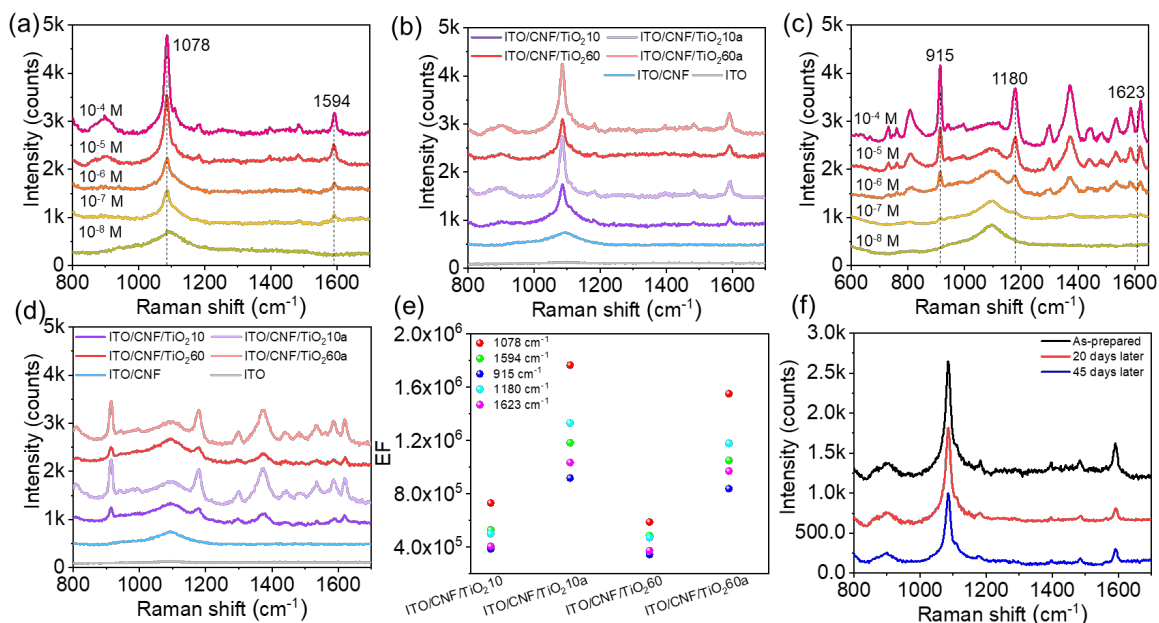 (a)
5k
4k
3k
2k
1k
0
Intensity (counts)
1078
1594
10⁻⁴ M
10⁻⁵ M
10⁻⁶ M
10⁻⁷ M
10⁻⁸ M
800 1000 1200 1400 1600
Raman shift (cm⁻¹)
(b)
5k
4k
3k
2k
1k
0
Intensity (counts)
ITO/CNF/TiO₂10 ITO/CNF/TiO₂10a
ITO/CNF/TiO₂60 ITO/CNF/TiO₂60a
ITO/CNF ITO
800 1000 1200 1400 1600
Raman shift (cm⁻¹)
(c)
5k
4k
3k
2k
1k
0
Intensity (counts)
915
1180
1623
10⁻⁴ M
10⁻⁵ M
10⁻⁶ M
10⁻⁷ M
10⁻⁸ M
600 800 1000 1200 1400 1600
Raman shift (cm⁻¹)
(d)
5k
4k
3k
2k
1k
0
Intensity (counts)
ITO/CNF/TiO₂10 ITO/CNF/TiO₂10a
ITO/CNF/TiO₂60 ITO/CNF/TiO₂60a
ITO/CNF ITO
800 1000 1200 1400 1600
Raman shift (cm⁻¹)
(e)
2.0×10⁶
1.6×10⁶
1.2×10⁶
8.0×10⁵
4.0×10⁵
EF
1078 cm⁻¹
1594 cm⁻¹
915 cm⁻¹
1180 cm⁻¹
1623 cm⁻¹
ITO/CNF/TiO₂10
ITO/CNF/TiO₂10a
ITO/CNF/TiO₂60
ITO/CNF/TiO₂60a
(f)
3.0k
2.5k
2.0k
1.5k
1.0k
500.0
0.0
Intensity (counts)
As-prepared
20 days later
45 days later
800 1000 1200 1400 1600
Raman shift (cm⁻¹)